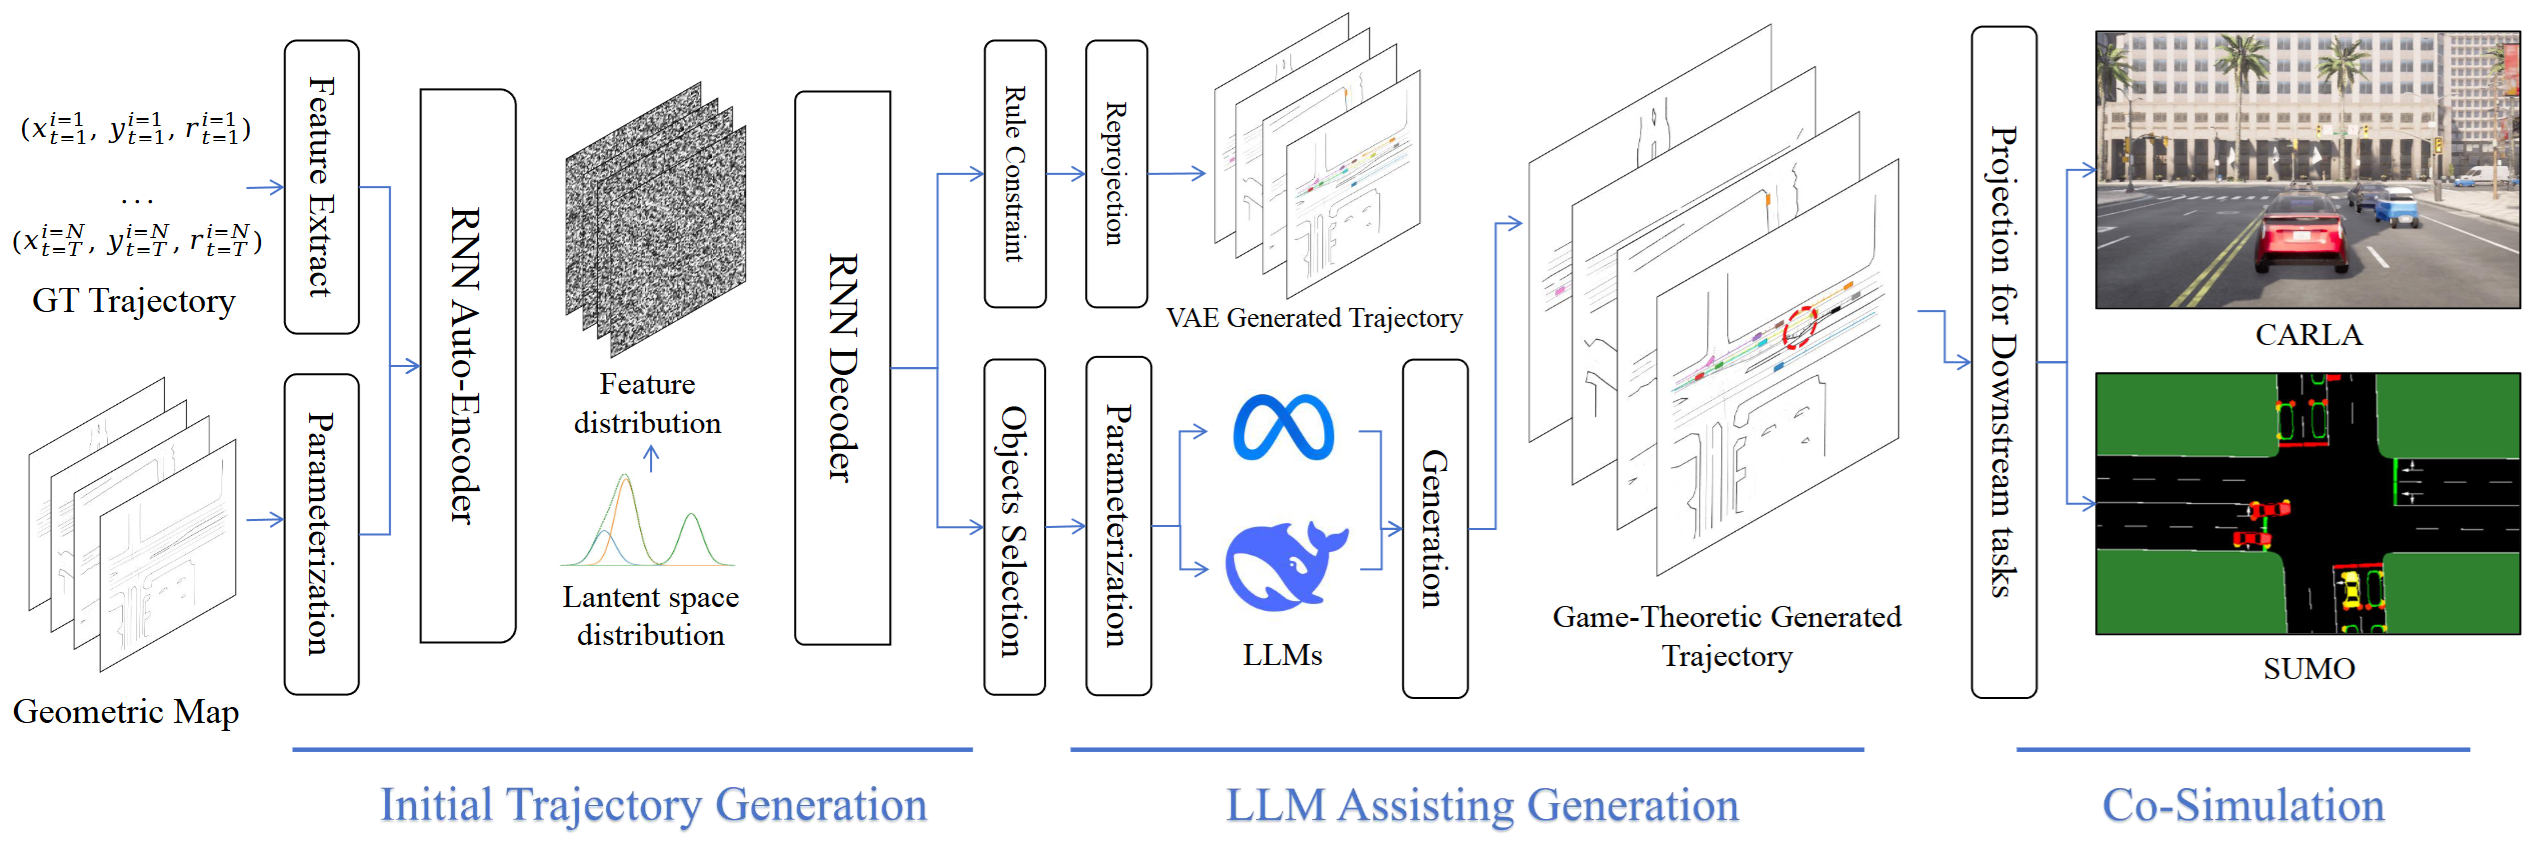 (x_{t=1}^{i=1}, y_{t=1}^{i=1}, r_{t=1}^{i=1})
...
(x_{t=T}^{i=N}, y_{t=T}^{i=N}, r_{t=T}^{i=N})
GT Trajectory
Geometric Map
Feature Extract
Parameterization
RNN Auto-Encoder
Feature
distribution
Lantent space
distribution
RNN Decoder
Rule Constraint
Reprojection
VAE Generated Trajectory
Objects Selection
Parameterization
LLMs
Generation
Game-Theoretic Generated
Trajectory
Projection for Downstream tasks
CARLA
SUMO
Initial Trajectory Generation
LLM Assisting Generation
Co-Simulation